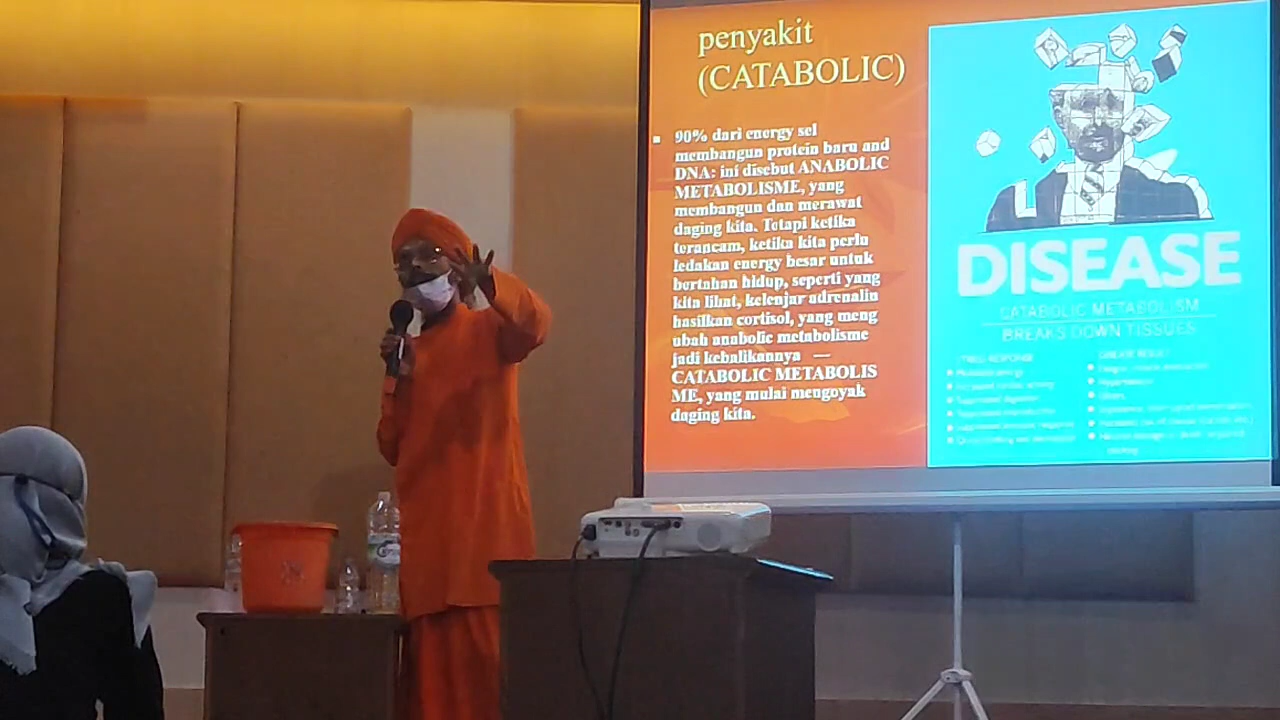 penyakit
(CATABOLIC)
90% dari energy sel
membangun protein baru and
DNA: ini disebut ANABOLIC
METABOLISME, yang
membangun dan merawat
daging kita. Tetapi ketika
terancam, ketika kita perlu
ledakan energy besar untuk
bertahan hidup, seperti yang
kita lihat, kelenjar adrenalin
hasilkan cortisol, yang meng
ubah anabolic metabolisme
jadi kebalikannya —
CATABOLIC METABOLIS
ME, yang mulai mengoyak
daging kita.
DISEASE
CATABOLIC METABOLISM
BREAKS DOWN TISSUES